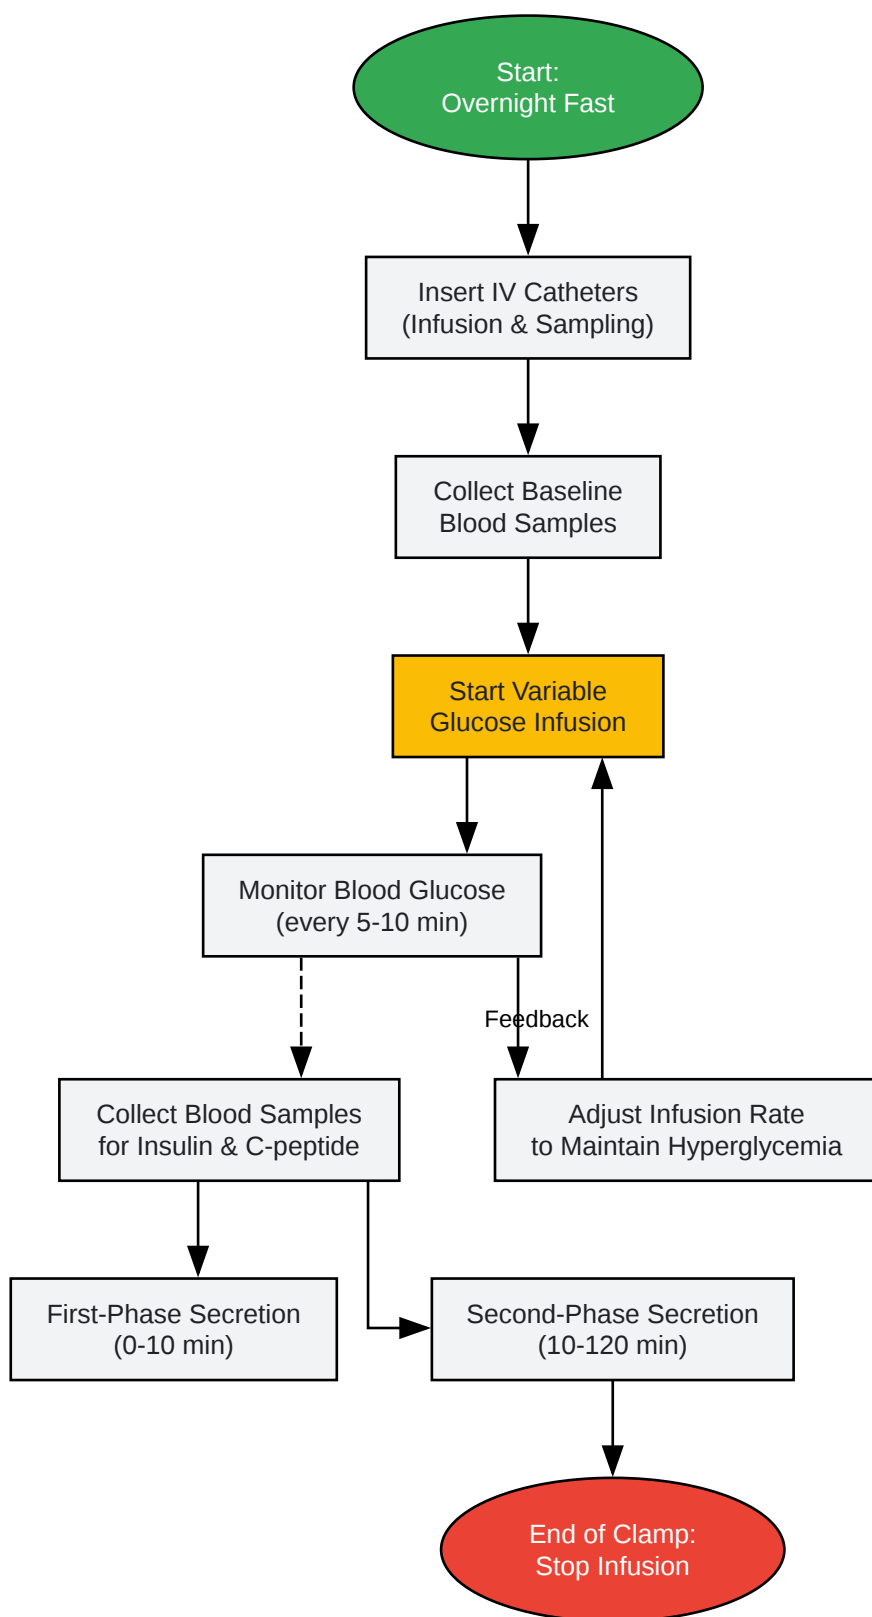 Start:
Overnight Fast
Insert IV Catheters
(Infusion & Sampling)
Collect Baseline
Blood Samples
Start Variable
Glucose Infusion
Monitor Blood Glucose
(every 5-10 min)
Feedback
Collect Blood Samples
for Insulin & C-peptide
Adjust Infusion Rate
to Maintain Hyperglycemia
First-Phase Secretion
(0-10 min)
Second-Phase Secretion
(10-120 min)
End of Clamp:
Stop Infusion